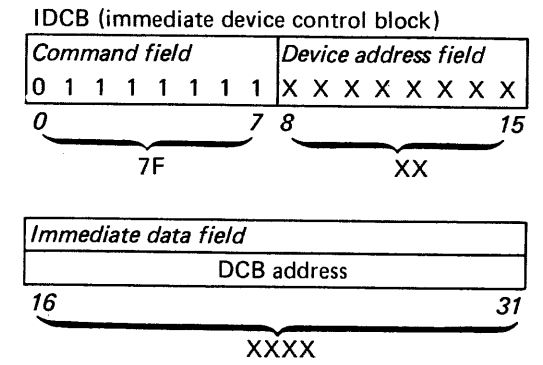 IDCB (immediate device control block)
Command field Device address field
0 1 1 1 1 1 1 1 X X X X X X X X
0 7 8 15
7F XX
Immediate data field
DCB address
16 31
XXXX